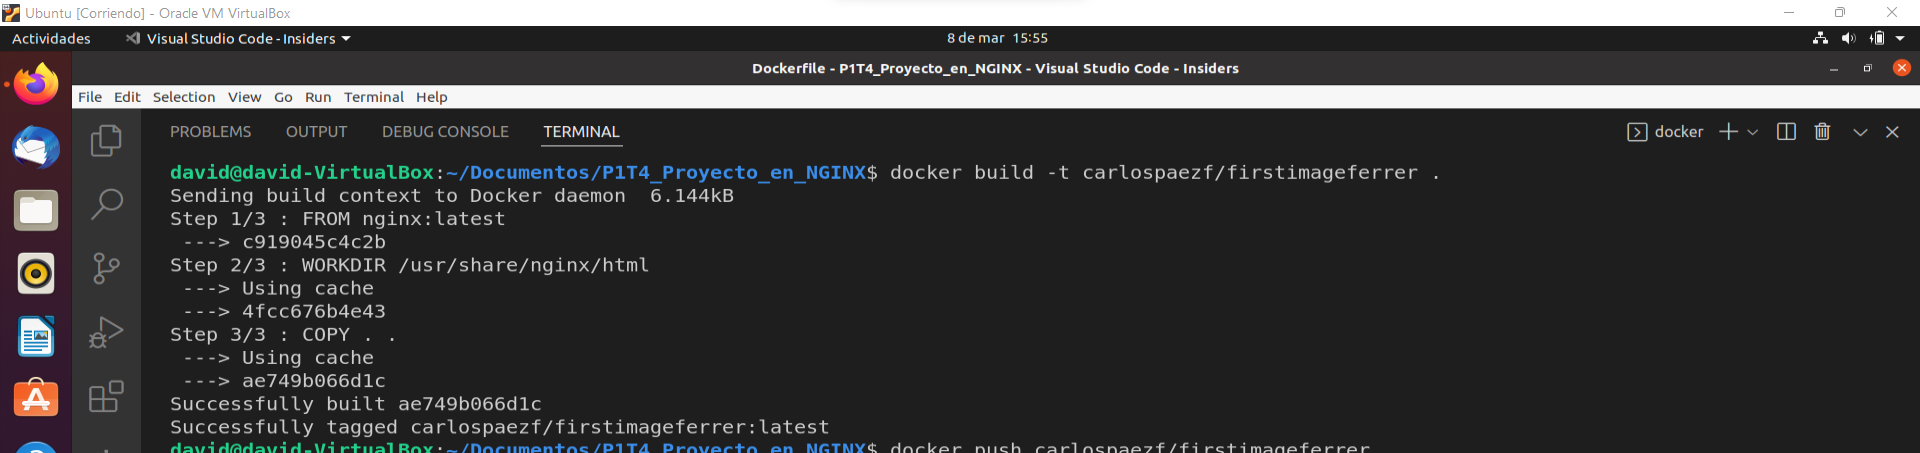 Ubuntu [Corriendo] - Oracle VM VirtualBox
Actividades
Visual Studio Code - Insiders
8 de mar 15:55
Dockerfile - P1T4_Proyecto_en_NGINX - Visual Studio Code - Insiders
File Edit Selection View Go Run Terminal Help
PROBLEMS OUTPUT DEBUG CONSOLE TERMINAL
docker
david@david-VirtualBox:~/Documentos/P1T4_Proyecto_en_NGINX$ docker build -t carlospaezf/firstimageferrer .
Sending build context to Docker daemon  6.144kB
Step 1/3 : FROM nginx:latest
 ---> c919045c4c2b
Step 2/3 : WORKDIR /usr/share/nginx/html
 ---> Using cache
 ---> 4fcc676b4e43
Step 3/3 : COPY . .
 ---> Using cache
 ---> ae749b066d1c
Successfully built ae749b066d1c
Successfully tagged carlospaezf/firstimageferrer:latest
david@david-VirtualBox:~/Documentos/P1T4_Proyecto_en_NGINX$ docker push carlospaezf/firstimageferrer